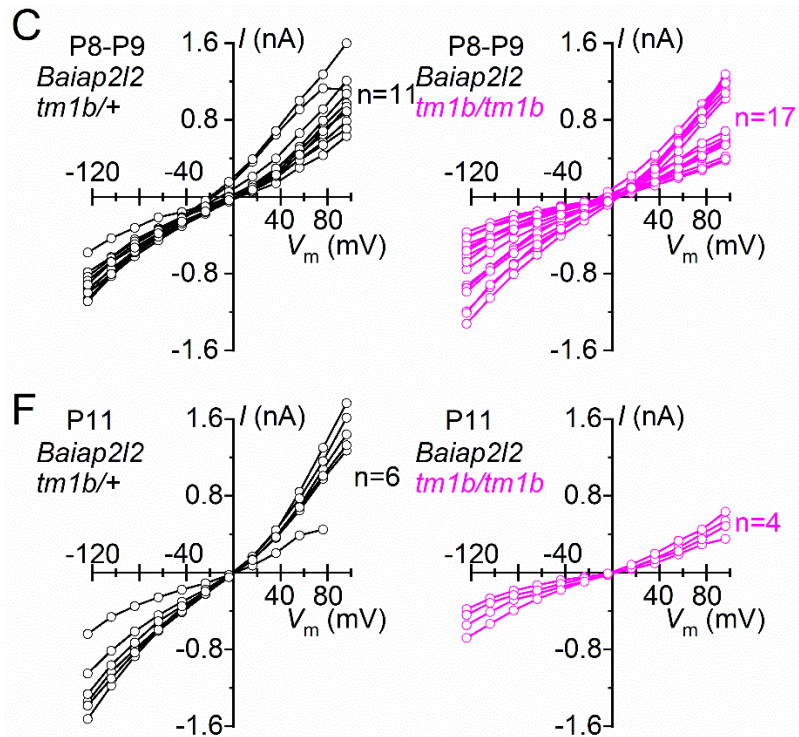 C
P8-P9
Baiap2l2
tm1b/+
I (nA)
1.6
0.8
n=11
-120
-40
40
80
Vm (mV)
-0.8
-1.6
P8-P9
Baiap2l2
tm1b/tm1b
I (nA)
1.6
0.8
n=17
-120
-40
40
80
Vm (mV)
-0.8
-1.6
F
P11
Baiap2l2
tm1b/+
I (nA)
1.6
0.8
n=6
-120
-40
40
80
Vm (mV)
-0.8
-1.6
P11
Baiap2l2
tm1b/tm1b
I (nA)
1.6
0.8
n=4
-120
-40
40
80
Vm (mV)
-0.8
-1.6